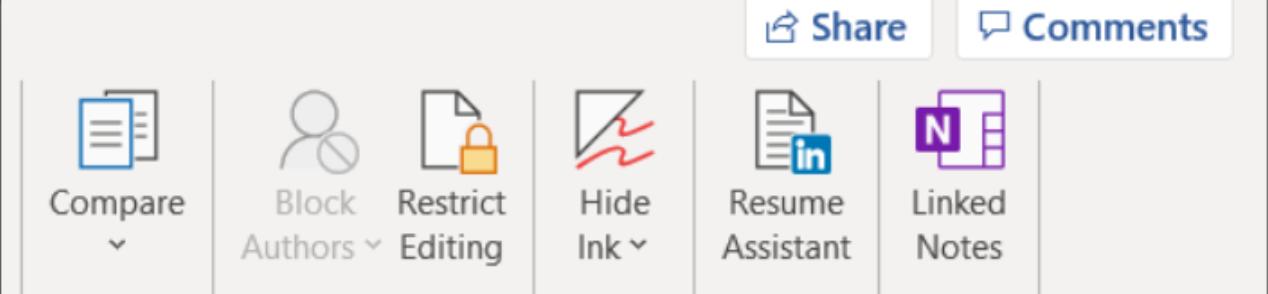 Share Comments
Compare Block Restrict Hide Resume Linked
Authors Editing Ink Assistant Notes